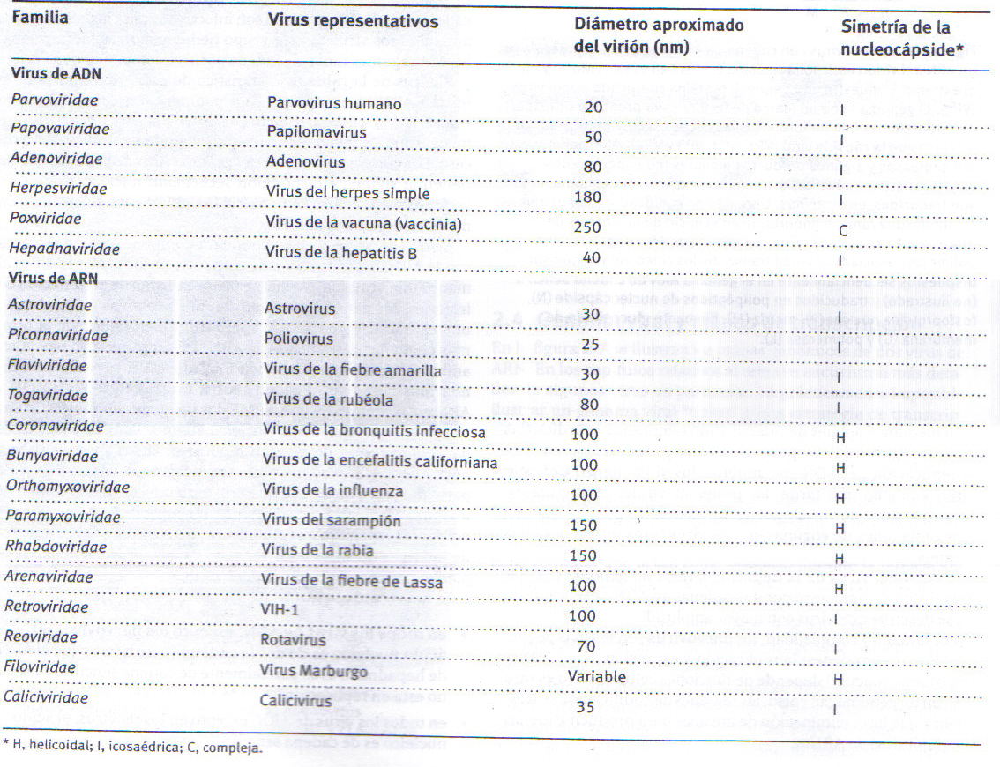 Familia Virus representativos Diámetro aproximado del virión (nm) Simetría de la nucleocápside*
Virus de ADN
Parvoviridae Parvovirus humano 20 I
Papovaviridae Papilomavirus 50 I
Adenoviridae Adenovirus 80 I
Herpesviridae Virus del herpes simple 180 I
Poxviridae Virus de la vacuna (vaccinia) 250 C
Hepadnaviridae Virus de la hepatitis B 40 I
Virus de ARN
Astroviridae Astrovirus 30 I
Picornaviridae Poliovirus 25 I
Flaviviridae Virus de la fiebre amarilla 30 I
Togaviridae Virus de la rubéola 80 I
Coronaviridae Virus de la bronquitis infecciosa 100 H
Bunyaviridae Virus de la encefalitis californiana 100 H
Orthomyxoviridae Virus de la influenza 100 H
Paramyxoviridae Virus del sarampión 150 H
Rhabdoviridae Virus de la rabia 150 H
Arenaviridae Virus de la fiebre de Lassa 100 H
Retroviridae VIH-1 100 I
Reoviridae Rotavirus 70 I
Filoviridae Virus Marburgo Variable H
Caliciviridae Calicivirus 35 I
* H, helicoidal; I, icosaédrica; C, compleja.